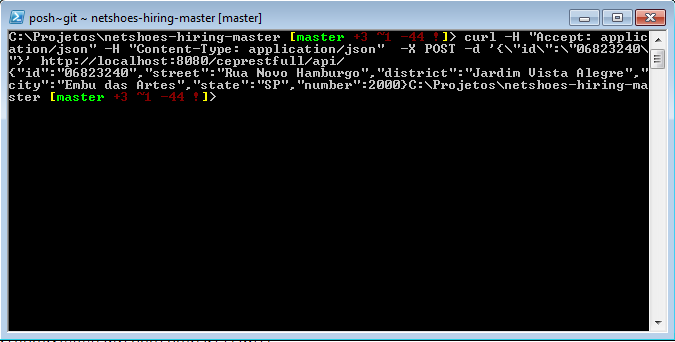 posh~git ~ netshoes-hiring-master [master]
C:\Projetos\netshoes-hiring-master [master +3 ~1 -44 !]> curl -H "Accept: applic
ation/json" -H "Content-Type: application/json"  -X POST -d '{\"id\":\"06823240\
"}' http://localhost:8080/ceprestfull/api/
{"id":"06823240","street":"Rua Novo Hamburgo","district":"Jardim Vista Alegre","
city":"Embu das Artes","state":"SP","number":2000}C:\Projetos\netshoes-hiring-ma
ster [master +3 ~1 -44 !]>